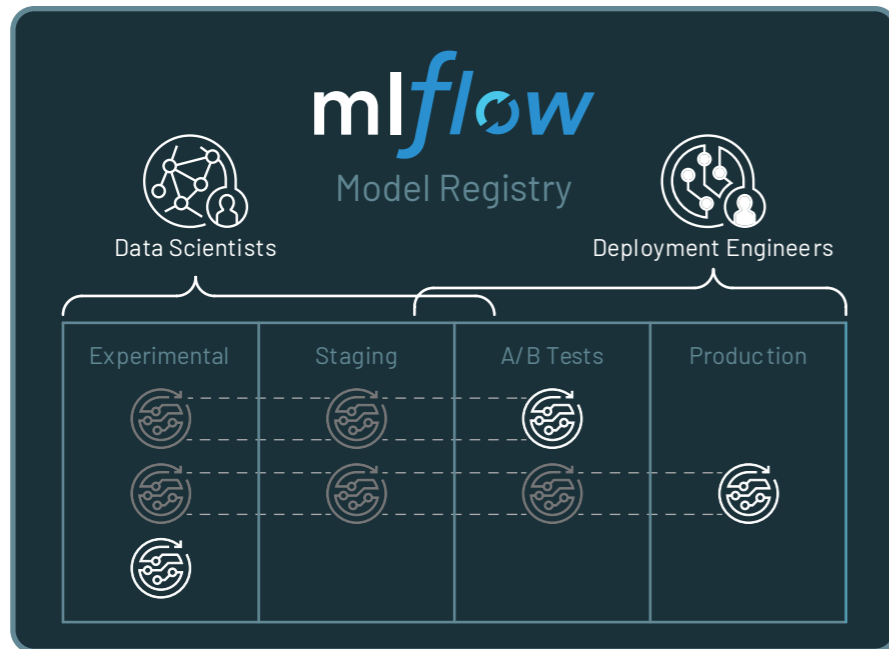 mlflow
Model Registry
Data Scientists
Deployment Engineers
Experimental
Staging
A/B Tests
Production